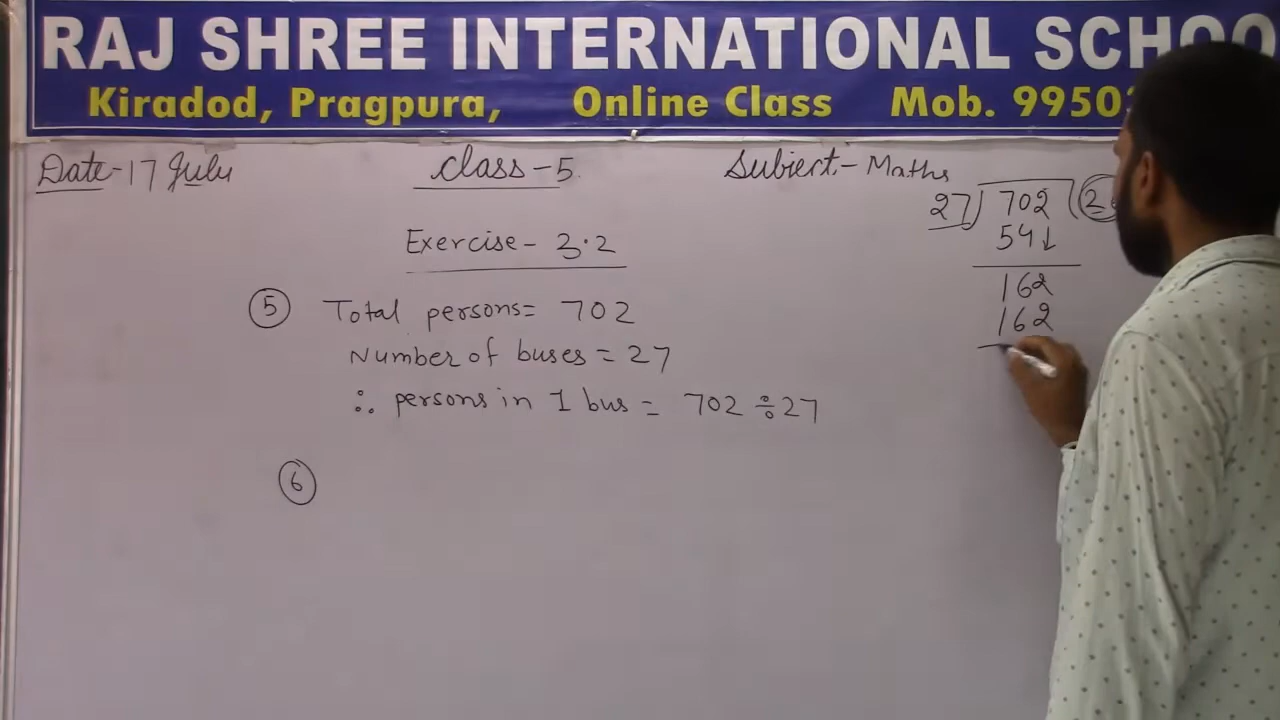 RAJ SHREE INTERNATIONAL SCHOO
Kiradod, Pragpura, Online Class Mob. 9950
Date-17 July Class-5 Subject-Maths
Exercise-3.2
27) 702 (2
54↓
162
162
⑤ Total persons= 702
Number of buses = 27
∴ persons in 1 bus = 702 ÷ 27
⑥